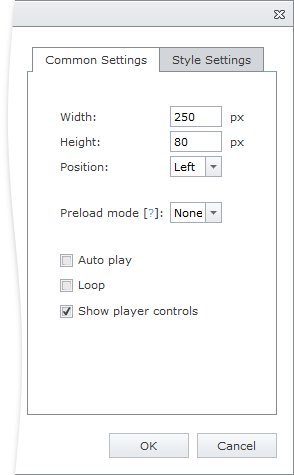 Common Settings Style Settings
Width: 250 px
Height: 80 px
Position: Left
Preload mode [?]: None
Auto play
Loop
Show player controls
OK Cancel